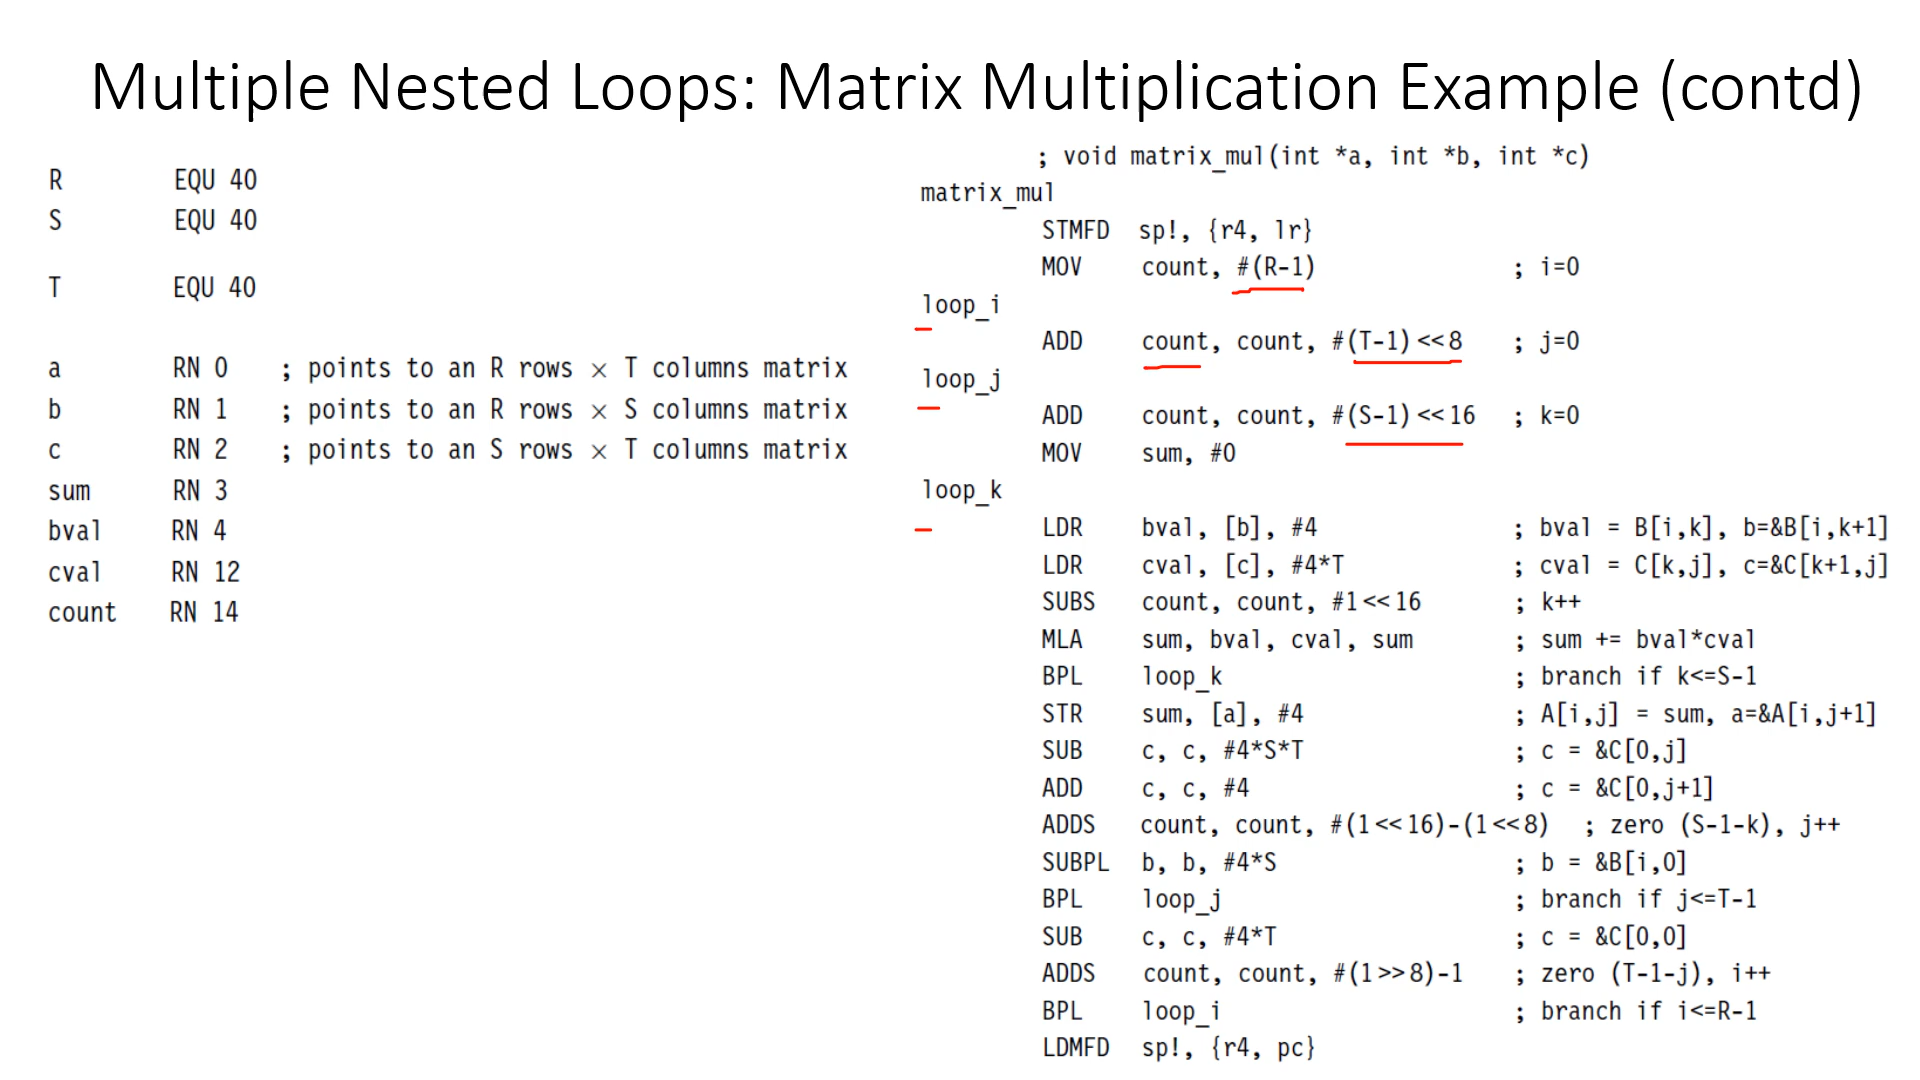 Multiple Nested Loops: Matrix Multiplication Example (contd)
R EQU 40
S EQU 40
T EQU 40
a RN 0 ; points to an R rows × T columns matrix
b RN 1 ; points to an R rows × S columns matrix
c RN 2 ; points to an S rows × T columns matrix
sum RN 3
bval RN 4
cval RN 12
count RN 14
; void matrix_mul(int *a, int *b, int *c)
matrix_mul
STMFD sp!, {r4, lr}
MOV count, #(R-1) ; i=0
loop_i
ADD count, count, #(T-1)<<8 ; j=0
loop_j
ADD count, count, #(S-1)<<16 ; k=0
MOV sum, #0
loop_k
LDR bval, [b], #4 ; bval = B[i,k], b=&B[i,k+1]
LDR cval, [c], #4*T ; cval = C[k,j], c=&C[k+1,j]
SUBS count, count, #1<<16 ; k++
MLA sum, bval, cval, sum ; sum += bval*cval
BPL loop_k ; branch if k<=S-1
STR sum, [a], #4 ; A[i,j] = sum, a=&A[i,j+1]
SUB c, c, #4*S*T ; c = &C[0,j]
ADD c, c, #4 ; c = &C[0,j+1]
ADDS count, count, #(1<<16)-(1<<8) ; zero (S-1-k), j++
SUBPL b, b, #4*S ; b = &B[i,0]
BPL loop_j ; branch if j<=T-1
SUB c, c, #4*T ; c = &C[0,0]
ADDS count, count, #(1>>8)-1 ; zero (T-1-j), i++
BPL loop_i ; branch if i<=R-1
LDMFD sp!, {r4, pc}